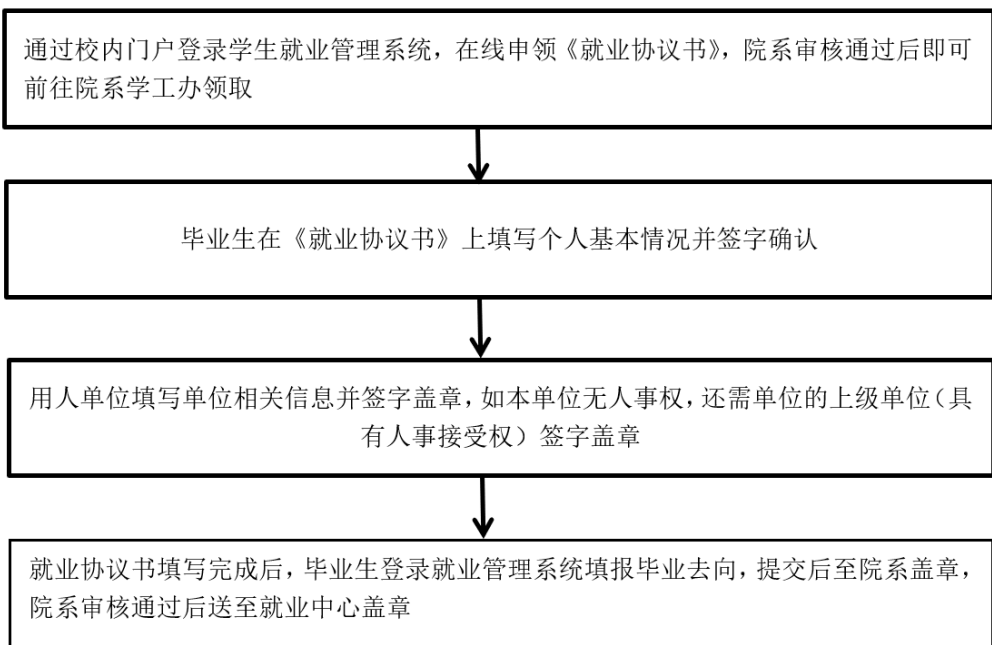 通过校内门户登录学生就业管理系统，在线申领《就业协议书》，院系审核通过后即可
前往院系学工办领取
毕业生在《就业协议书》上填写个人基本情况并签字确认
用人单位填写单位相关信息并签字盖章，如本单位无人事权，还需单位的上级单位（具
有人事接受权）签字盖章
就业协议书填写完成后，毕业生登录就业管理系统填报毕业去向，提交后至院系盖章，
院系审核通过后送至就业中心盖章